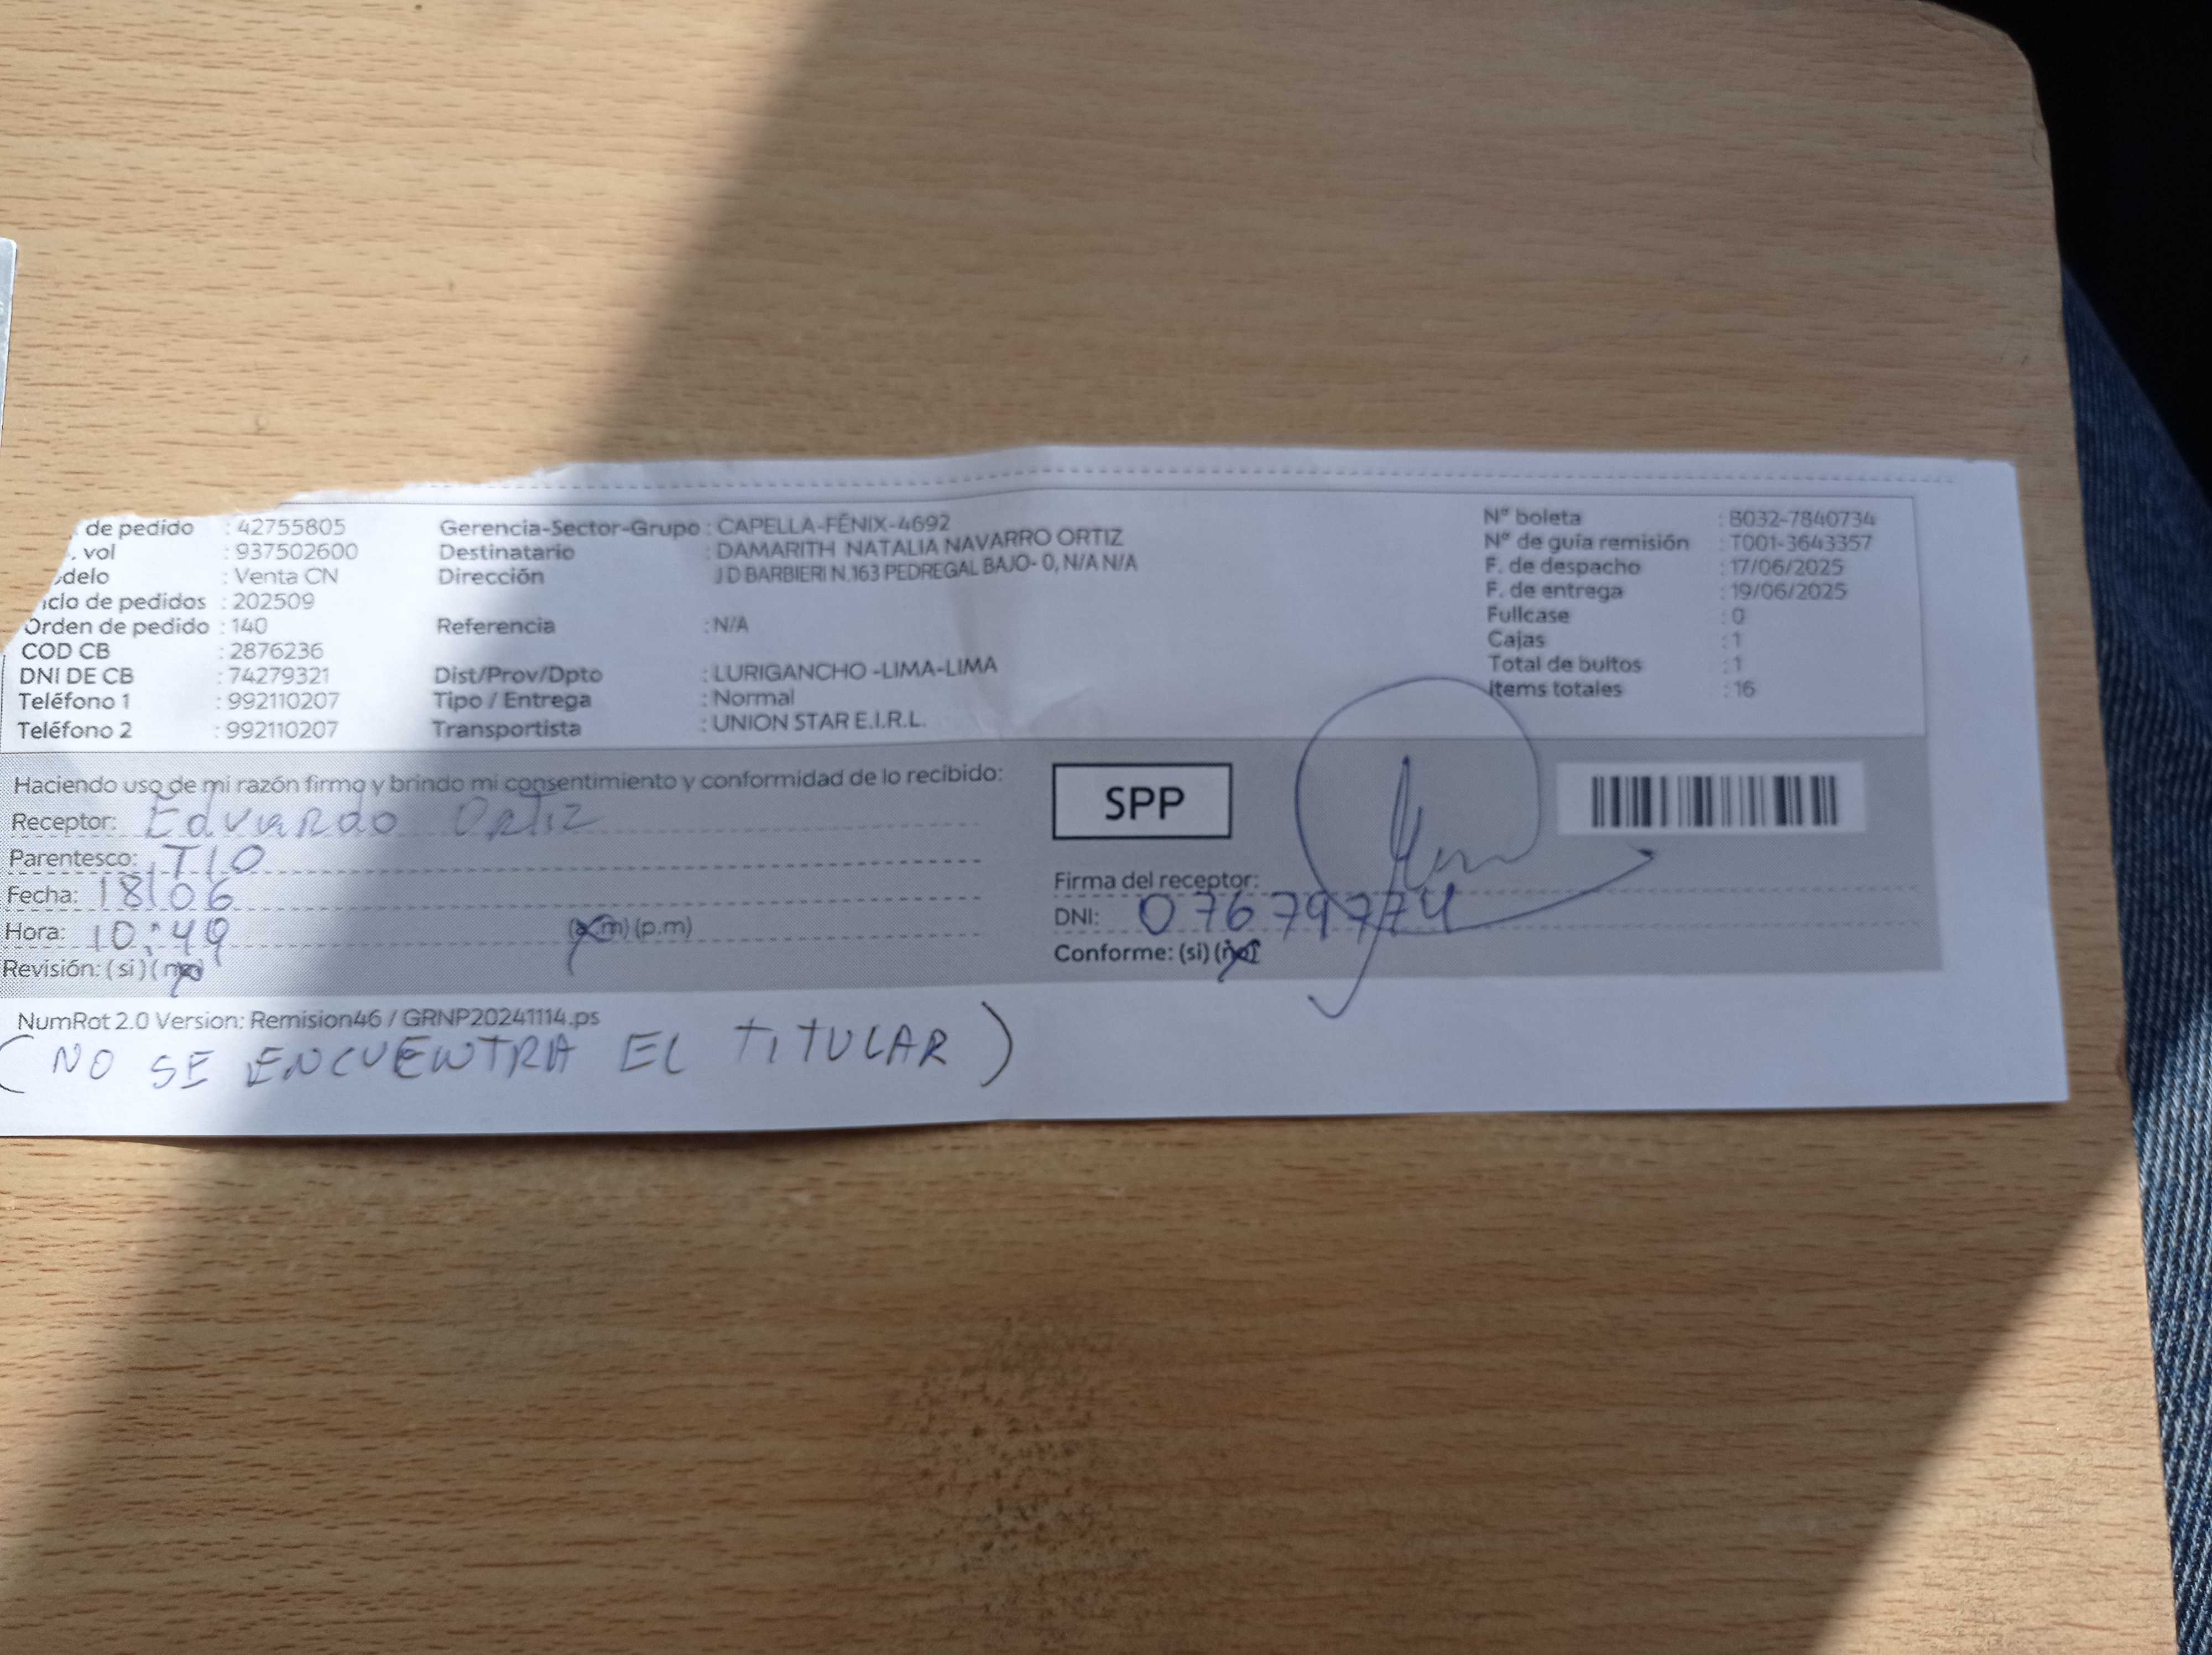 de pedido : 42755805 Gerencia-Sector-Grupo : CAPELLA-FÉNIX-4692 Nº boleta : B032-7840734
. vol : 937502600 Destinatario : DAMARITH NATALIA NAVARRO ORTIZ Nº de guía remisión : T001-3643357
delo : Venta CN Dirección J D BARBIERI N.163 PEDREGAL BAJO- 0, N/A N/A F. de despacho : 17/06/2025
iclo de pedidos : 202509 F. de entrega : 19/06/2025
Orden de pedido : 140 Referencia : N/A Fullcase : 0
COD CB : 2876236 Cajas : 1
DNI DE CB : 74279321 Dist/Prov/Dpto : LURIGANCHO -LIMA-LIMA Total de bultos : 1
Teléfono 1 : 992110207 Tipo / Entrega : Normal Items totales : 16
Teléfono 2 : 992110207 Transportista : UNION STAR E.I.R.L.
Haciendo uso de mi razón firmo y brindo mi consentimiento y conformidad de lo recibido:
SPP
Receptor: Eduardo Ortiz
Parentesco: TIO
Firma del receptor:
Fecha: 18/06
DNI: 07679774
Hora: 10:49 (a.m) (p.m)
Conforme: (si) (no)
Revisión: (si) (no)
NumRot 2.0 Version: Remision46 / GRNP20241114.ps
(NO SE ENCUENTRA EL TITULAR)